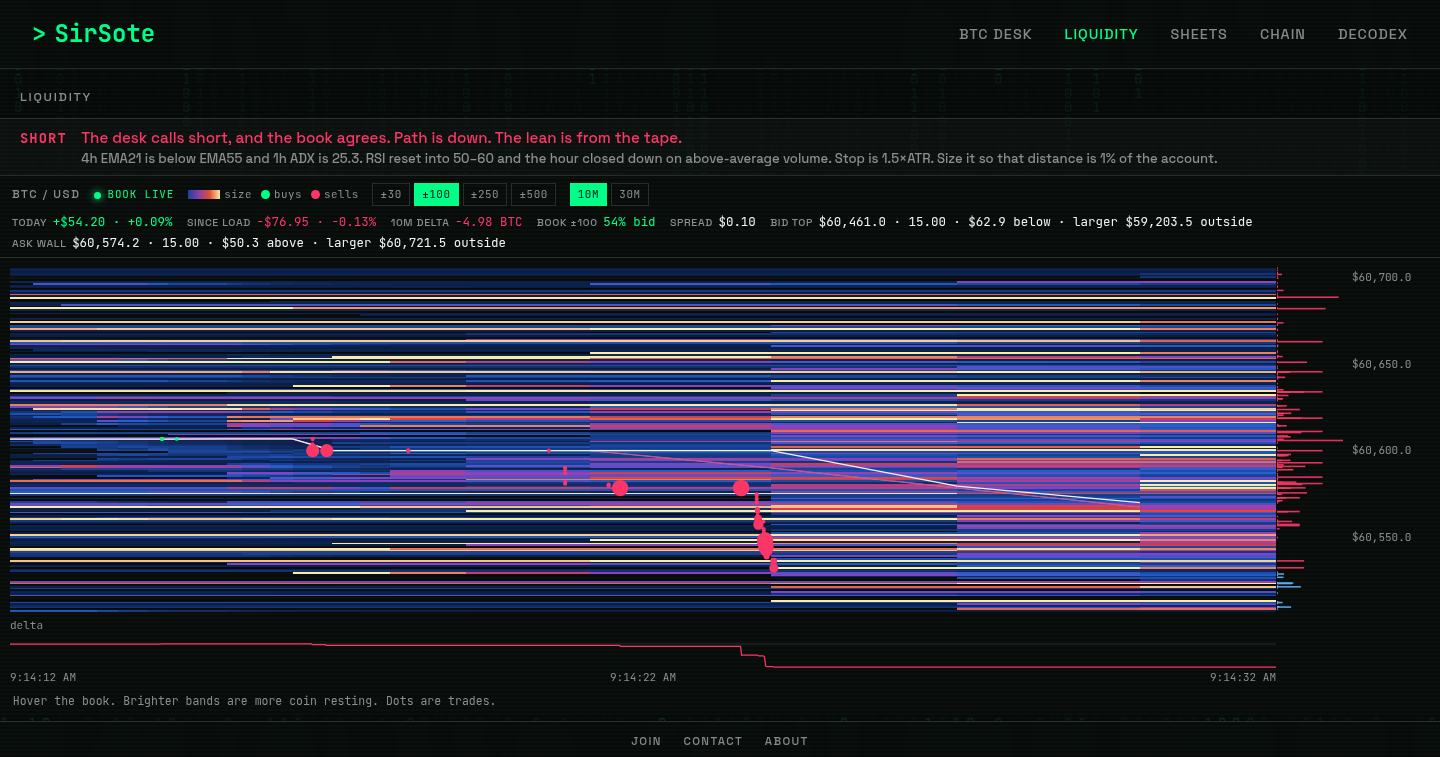 > SirSote
BTC DESK LIQUIDITY SHEETS CHAIN DECODEX
LIQUIDITY
SHORT The desk calls short, and the book agrees. Path is down. The lean is from the tape.
4h EMA21 is below EMA55 and 1h ADX is 25.3. RSI reset into 50–60 and the hour closed down on above-average volume. Stop is 1.5×ATR. Size it so that distance is 1% of the account.
BTC / USD BOOK LIVE size buys sells ±30 ±100 ±250 ±500 10M 30M
TODAY +$54.20 · +0.09% SINCE LOAD -$76.95 · -0.13% 10M DELTA -4.98 BTC BOOK ±100 54% bid SPREAD $0.10 BID TOP $60,461.0 · 15.00 · $62.9 below · larger $59,203.5 outside
ASK WALL $60,574.2 · 15.00 · $50.3 above · larger $60,721.5 outside
$60,700.0
$60,650.0
$60,600.0
$60,550.0
delta
9:14:12 AM 9:14:22 AM 9:14:32 AM
Hover the book. Brighter bands are more coin resting. Dots are trades.
JOIN CONTACT ABOUT